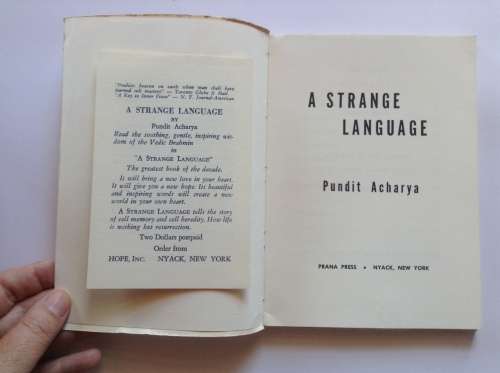 "Positive heaven on earth when man shall have
learned self mastery" — Toronto Globe & Mail
"A Key to Inner Power" — N. Y. Journal-American
A STRANGE LANGUAGE
BY
Pundit Acharya
Read the soothing, gentle, inspiring wis-
dom of the Vedic Brahmin
in
"A STRANGE LANGUAGE"
The greatest book of the decade.
It will bring a new love in your heart.
It will give you a new hope. Its beautiful
and inspiring words will create a new
world in your own heart.
A STRANGE LANGUAGE tells the story
of cell memory and cell heredity. How life
is nothing but resurrection.
Two Dollars postpaid
Order from
HOPE, INC. NYACK, NEW YORK
A STRANGE
LANGUAGE
Pundit Acharya
PRANA PRESS • NYACK, NEW YORK